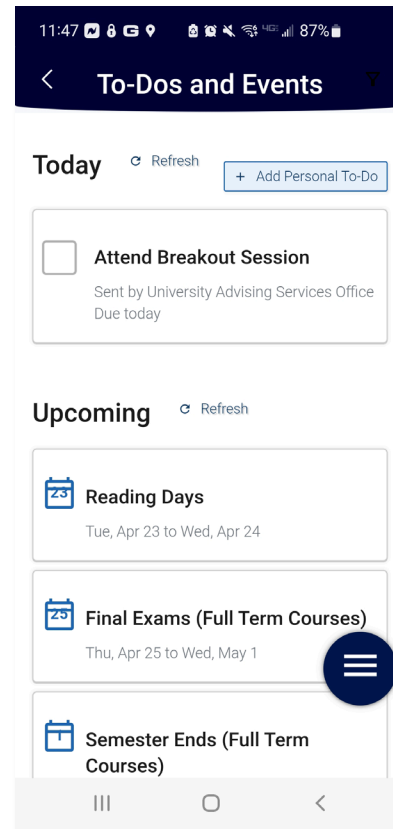 11:47 4G 87%
To-Dos and Events
Today Refresh
+ Add Personal To-Do
Attend Breakout Session
Sent by University Advising Services Office
Due today
Upcoming Refresh
23 Reading Days
Tue, Apr 23 to Wed, Apr 24
25 Final Exams (Full Term Courses)
Thu, Apr 25 to Wed, May 1
1 Semester Ends (Full Term
Courses)